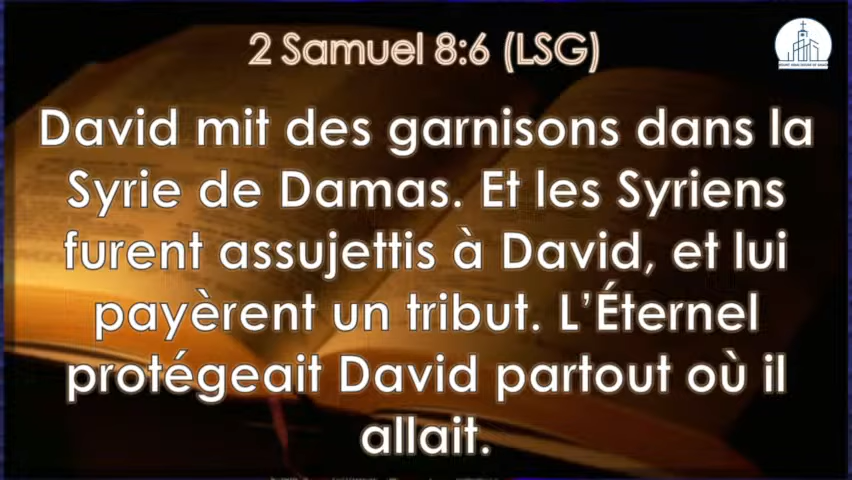 2 Samuel 8:6 (LSG)
David mit des garnisons dans la
Syrie de Damas. Et les Syriens
furent assujettis à David, et lui
payèrent un tribut. L’Éternel
protégeait David partout où il
allait.